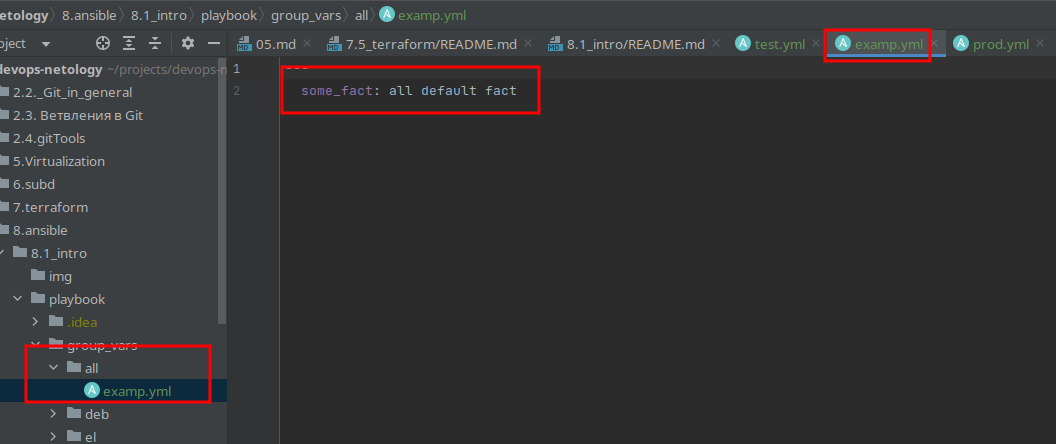 netology 8.ansible 8.1_intro playbook group_vars all examp.yml
oject
05.md 7.5_terraform/README.md 8.1_intro/README.md test.yml examp.yml prod.yml
devops-netology ~/projects/devops-n
2.2._Git_in_general
2.3. Ветвления в Git
2.4.gitTools
5.Virtualization
6.subd
7.terraform
8.ansible
8.1_intro
img
playbook
.idea
group_vars
all
examp.yml
deb
el
1 ---
2 some_fact: all default fact